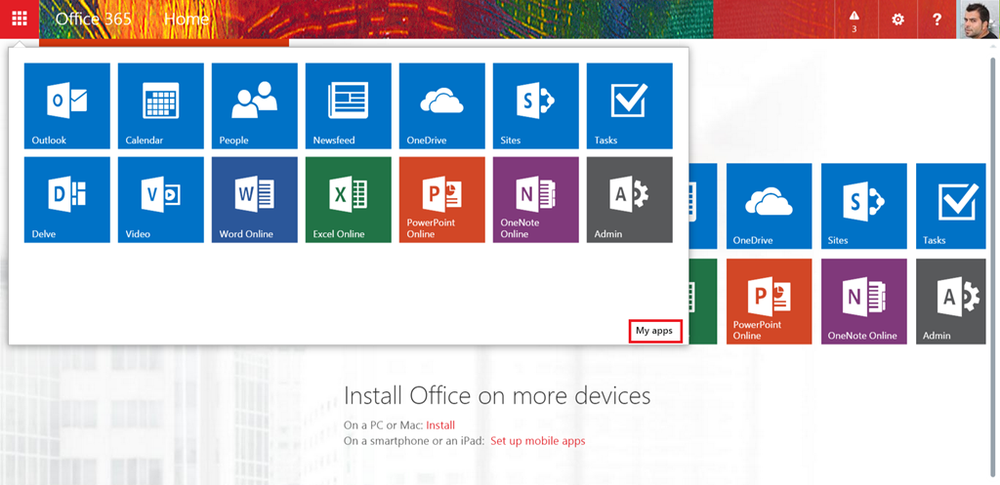 Office 365 Home
3
?
O
Outlook
Calendar
People
Newsfeed
OneDrive
S
Sites
Tasks
D
Delve
V
Video
W
Word Online
X
Excel Online
P
PowerPoint
Online
N
OneNote
Online
A
Admin
My apps
OneDrive
S
Sites
Tasks
P
PowerPoint
Online
N
OneNote Online
A
Admin
Install Office on more devices
On a PC or Mac: Install
On a smartphone or an iPad: Set up mobile apps